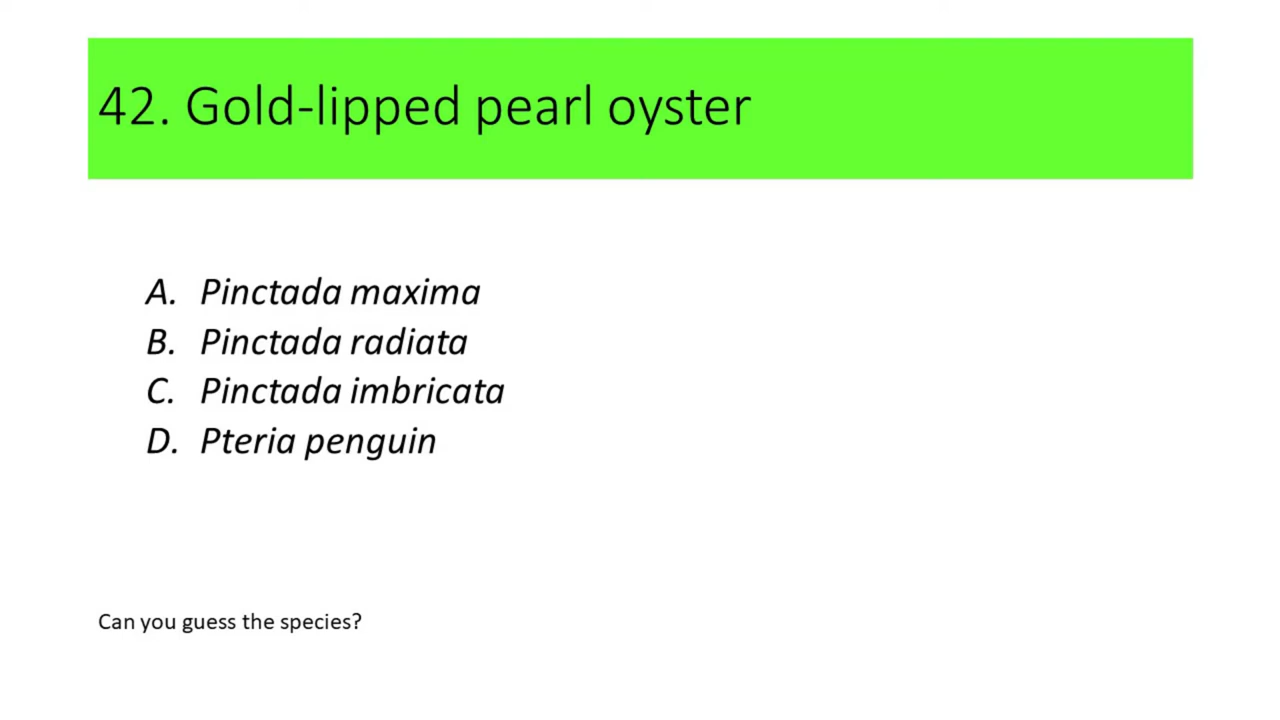 42. Gold-lipped pearl oyster
A. Pinctada maxima
B. Pinctada radiata
C. Pinctada imbricata
D. Pteria penguin
Can you guess the species?